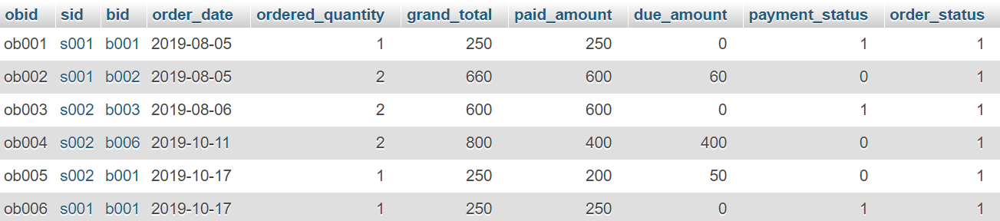 obid sid bid order_date ordered_quantity grand_total paid_amount due_amount payment_status order_status
ob001 s001 b001 2019-08-05 1 250 250 0 1 1
ob002 s001 b002 2019-08-05 2 660 600 60 0 1
ob003 s002 b003 2019-08-06 2 600 600 0 1 1
ob004 s002 b006 2019-10-11 2 800 400 400 0 1
ob005 s002 b001 2019-10-17 1 250 200 50 0 1
ob006 s001 b001 2019-10-17 1 250 250 0 1 1